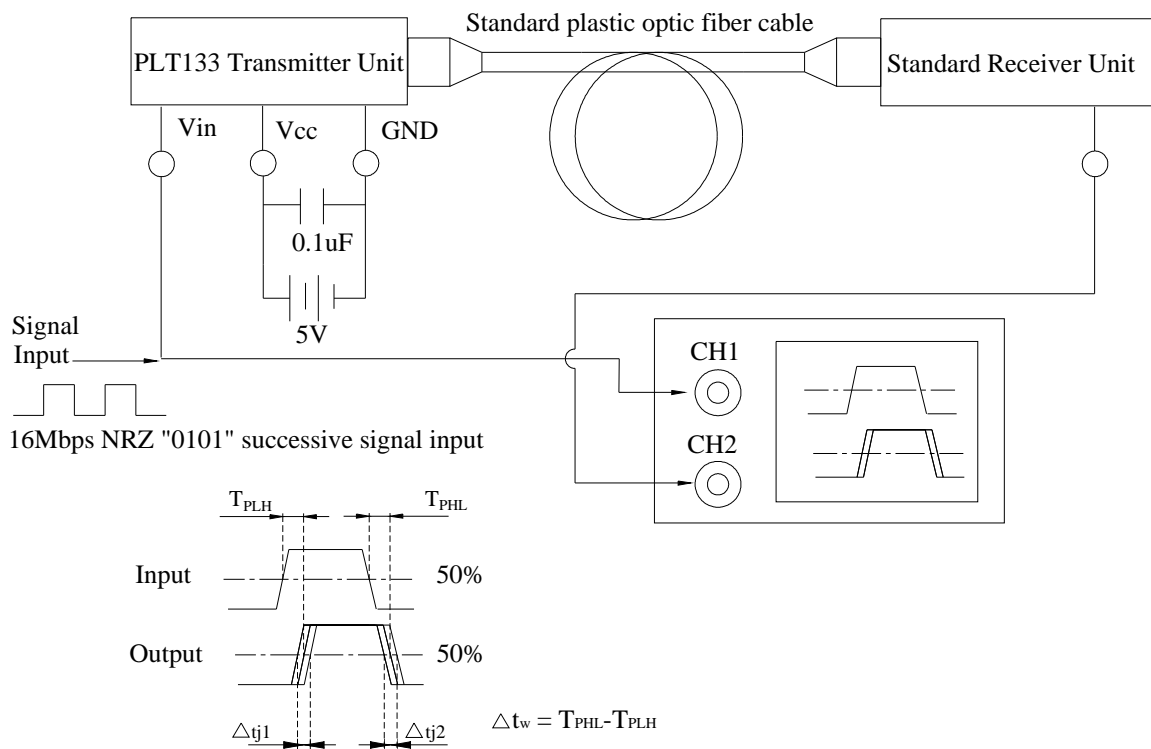 Standard plastic optic fiber cable
PLT133 Transmitter Unit
Standard Receiver Unit
Vin
Vcc
GND
0.1uF
5V
Signal
Input
CH1
CH2
16Mbps NRZ "0101" successive signal input
TPLH
TPHL
Input
50%
Output
50%
△tj1
△tj2
△tw = TPHL-TPLH